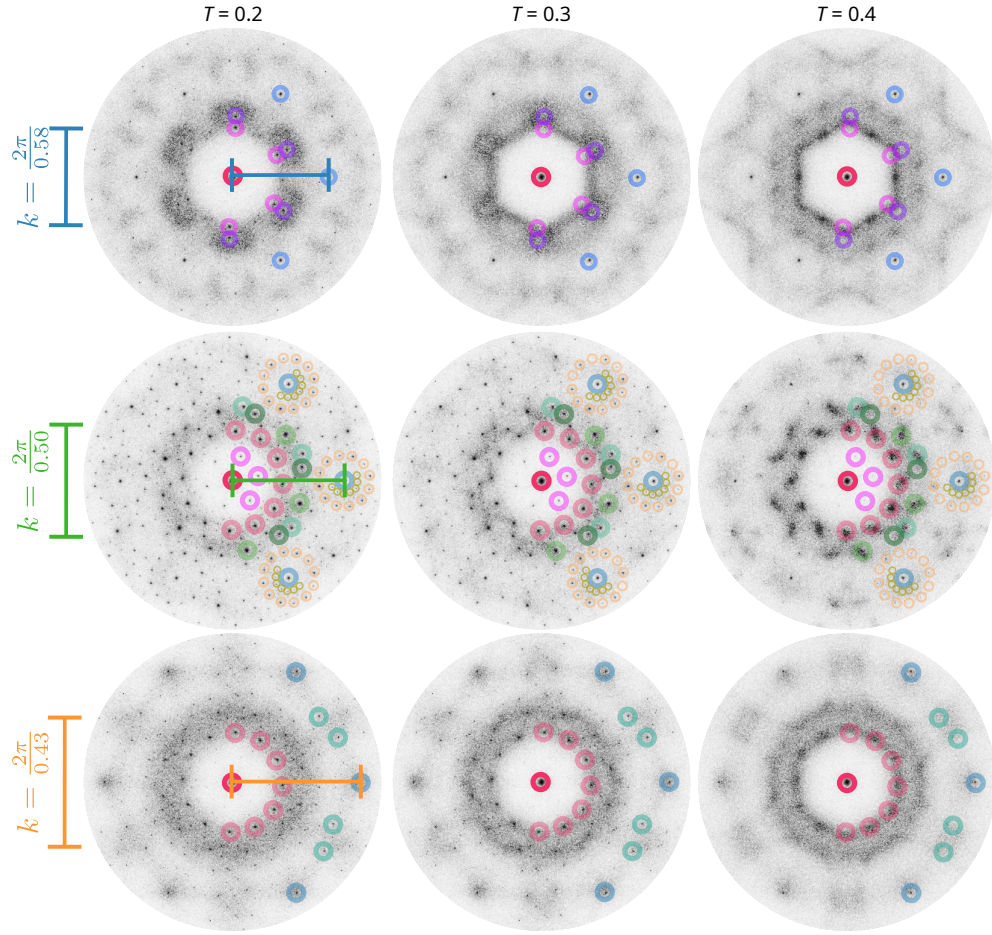 T = 0.2 T = 0.3 T = 0.4
k = 2π/0.58
k = 2π/0.50
k = 2π/0.43